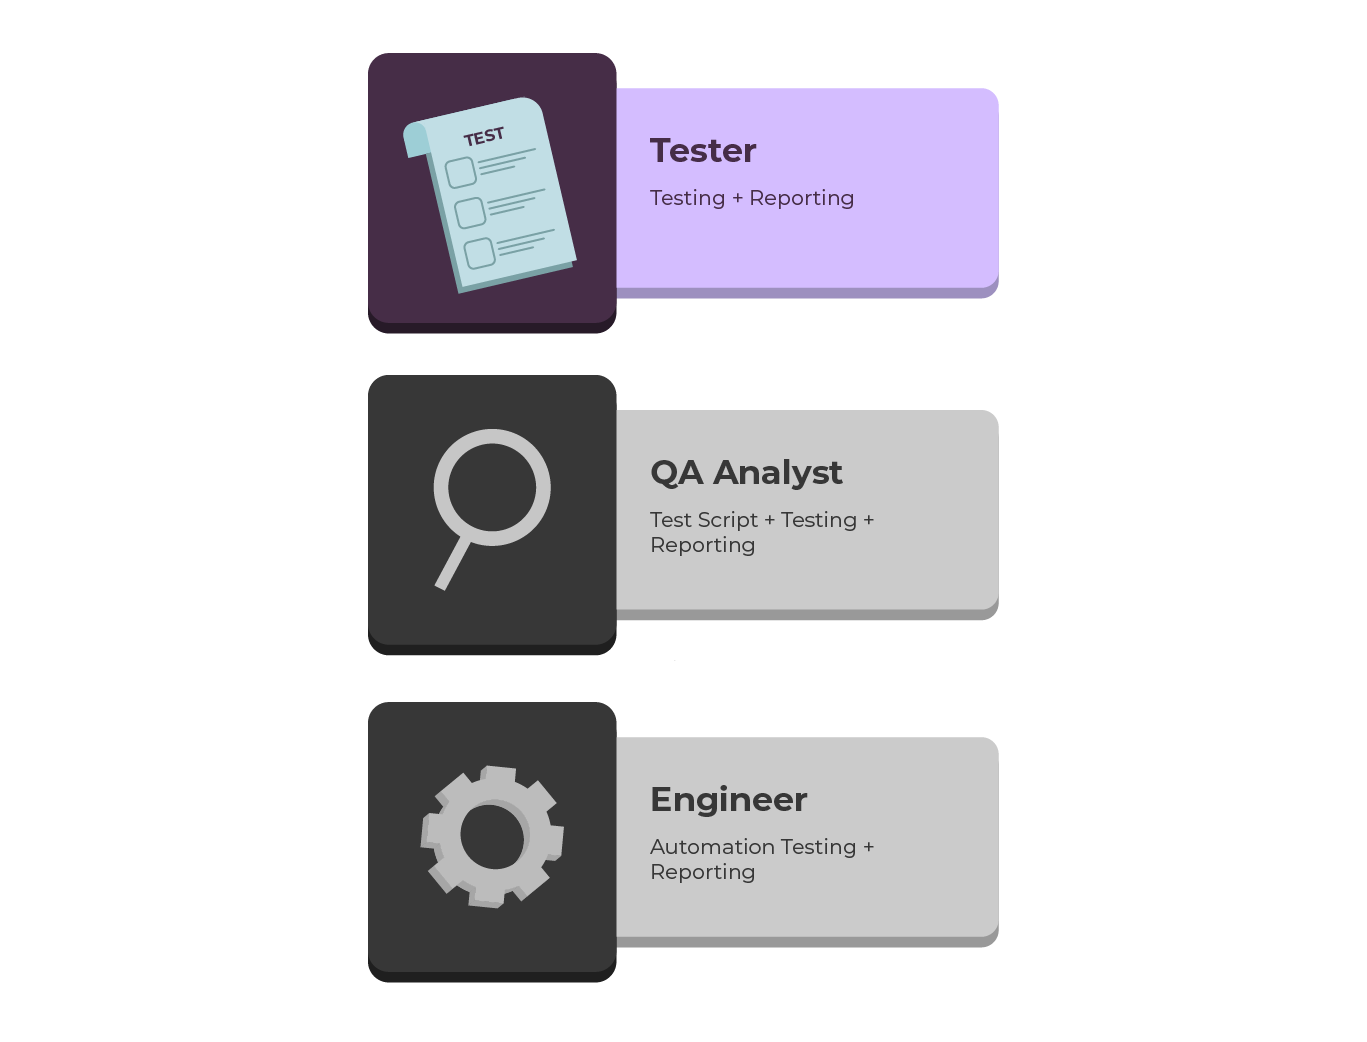 TEST
Tester
Testing + Reporting
QA Analyst
Test Script + Testing +
Reporting
Engineer
Automation Testing +
Reporting